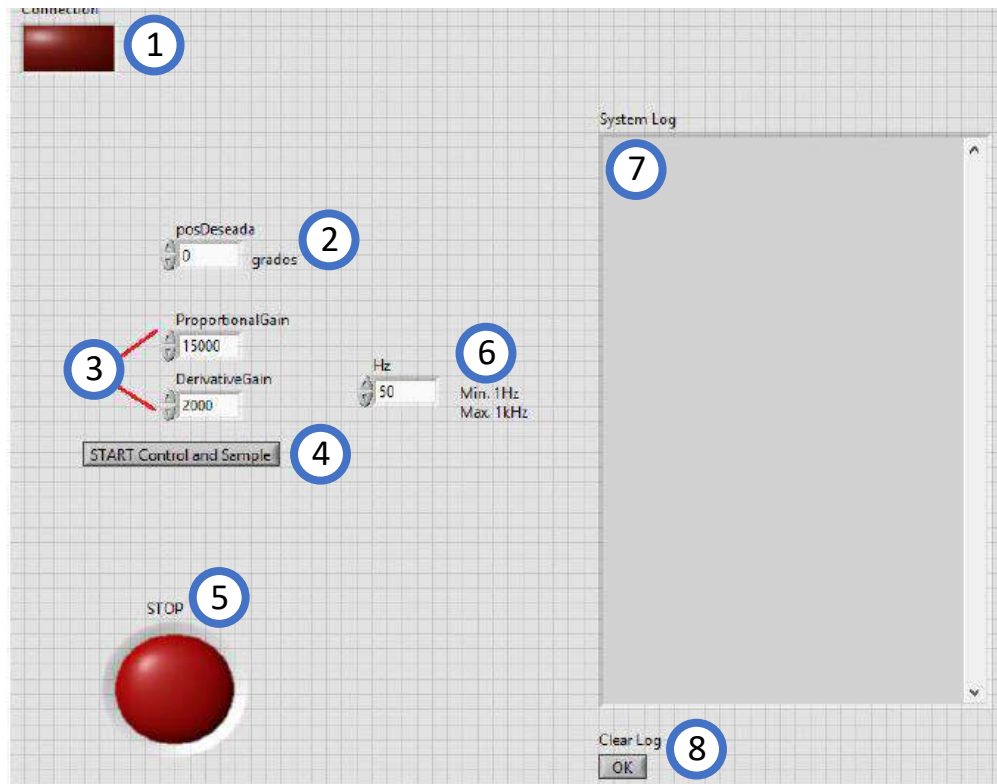 Connection
1
System Log
7
posDeseada
2
0
grados
ProportionalGain
15000
3
DerivativeGain
2000
6
Hz
50
Min. 1Hz
Max. 1kHz
START Control and Sample
4
STOP
5
Clear Log
8
OK